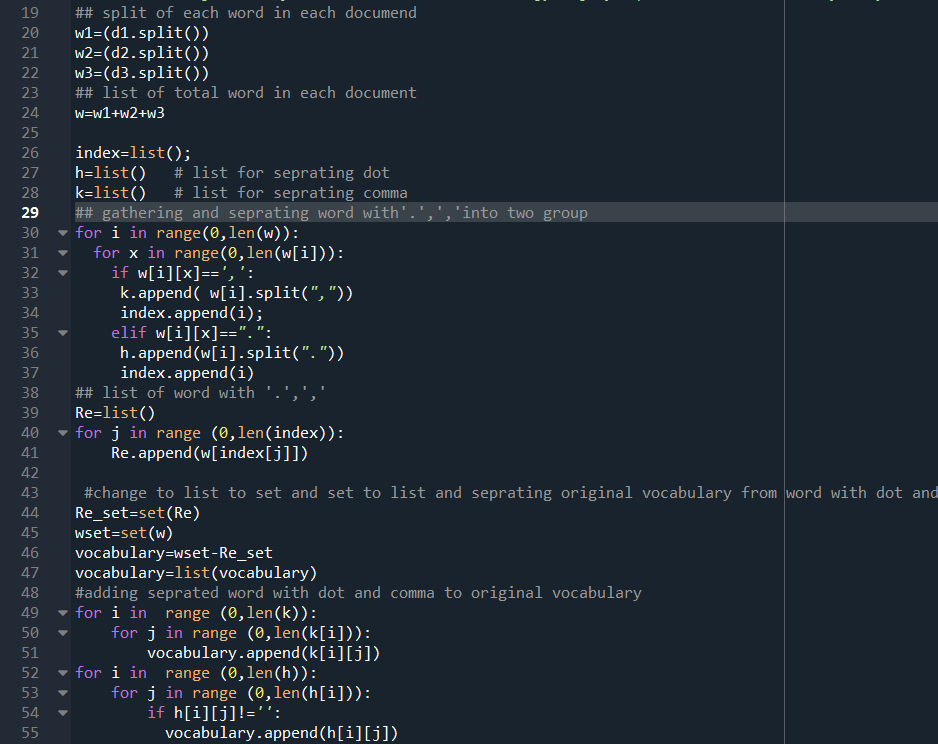 19 ## split of each word in each documend
20 w1=(d1.split())
21 w2=(d2.split())
22 w3=(d3.split())
23 ## list of total word in each document
24 w=w1+w2+w3
25
26 index=list();
27 h=list()   # list for seprating dot
28 k=list()   # list for seprating comma
29 ## gathering and seprating word with'.',','into two group
30 for i in range(0,len(w)):
31   for x in range(0,len(w[i])):
32     if w[i][x]==',':
33      k.append( w[i].split(","))
34      index.append(i);
35     elif w[i][x]==".":
36      h.append(w[i].split("."))
37      index.append(i)
38 ## list of word with '.',','
39 Re=list()
40 for j in range (0,len(index)):
41     Re.append(w[index[j]])
42
43  #change to list to set and set to list and seprating original vocabulary from word with dot and
44 Re_set=set(Re)
45 wset=set(w)
46 vocabulary=wset-Re_set
47 vocabulary=list(vocabulary)
48 #adding seprated word with dot and comma to original vocabulary
49 for i in  range (0,len(k)):
50     for j in range (0,len(k[i])):
51         vocabulary.append(k[i][j])
52 for i in  range (0,len(h)):
53     for j in range (0,len(h[i])):
54         if h[i][j]!='':
55           vocabulary.append(h[i][j])